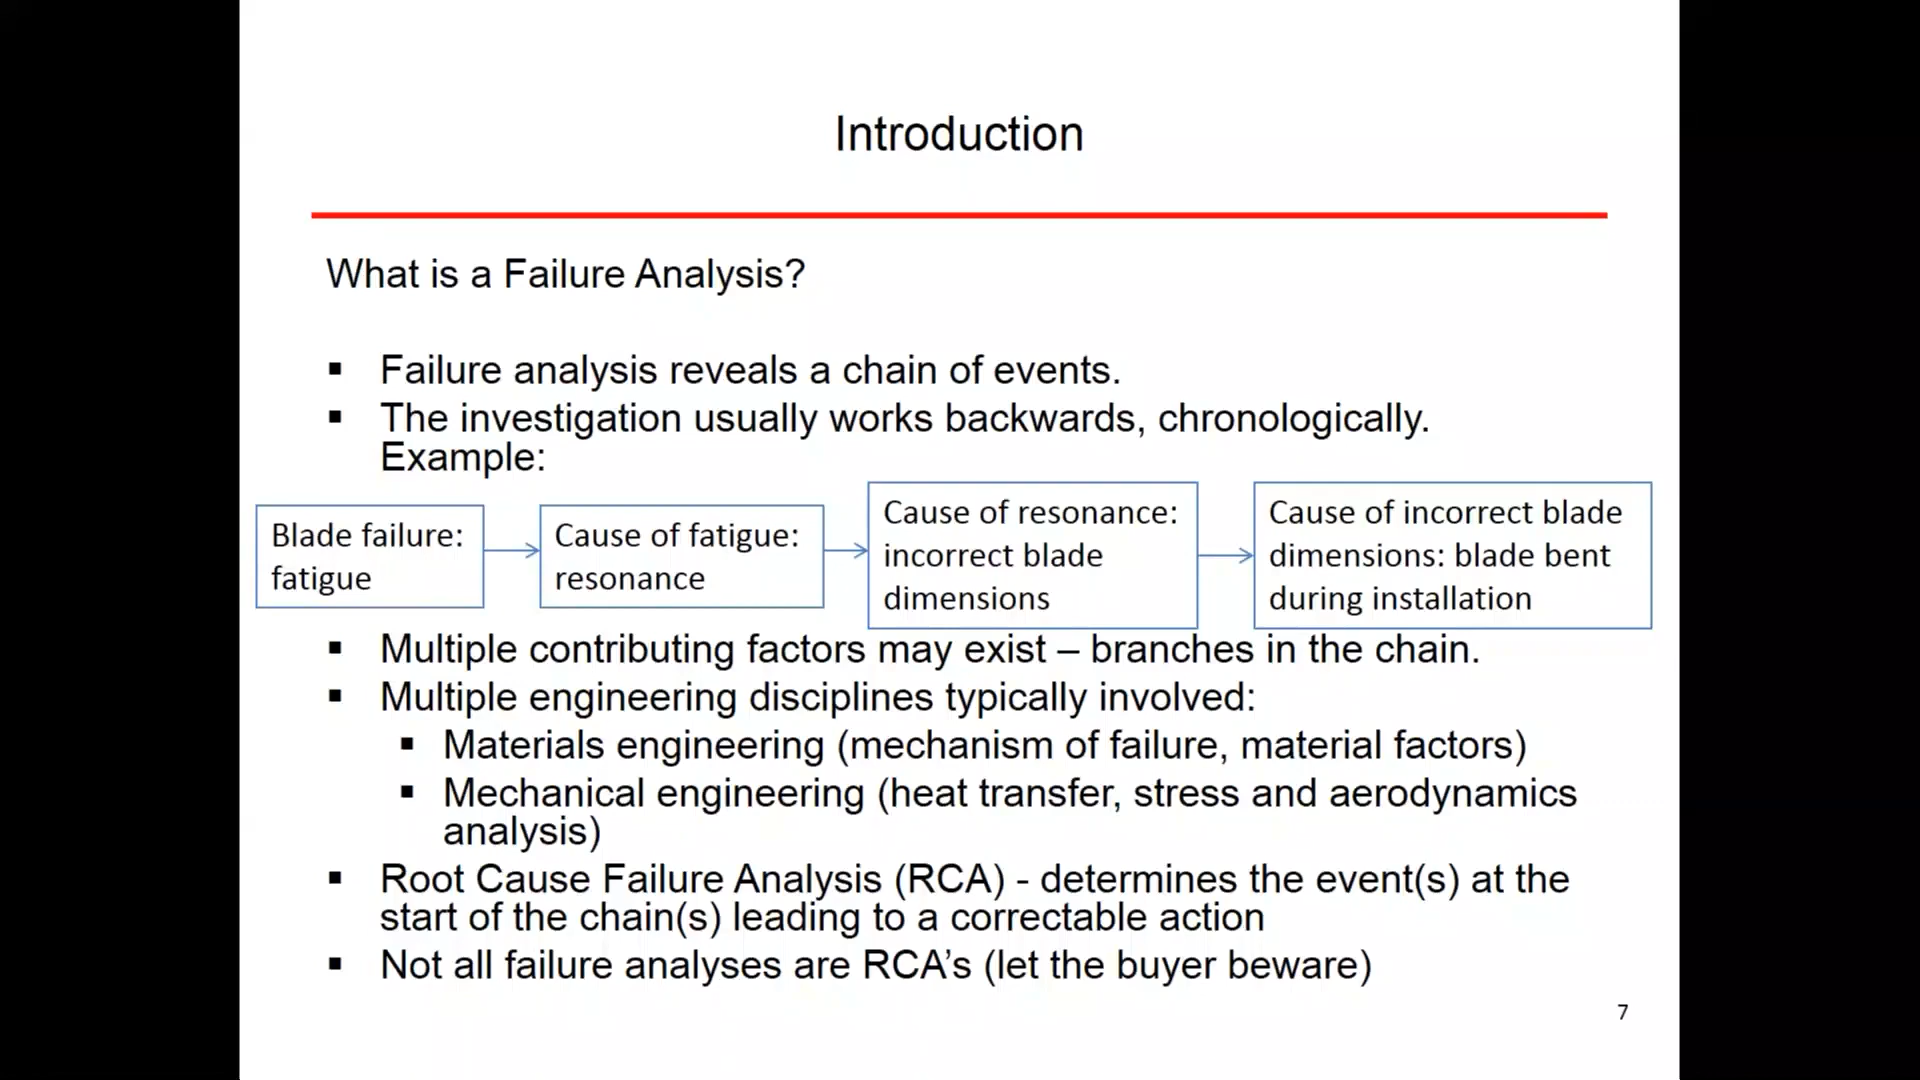 Introduction
What is a Failure Analysis?
▪ Failure analysis reveals a chain of events.
▪ The investigation usually works backwards, chronologically.
Example:
Blade failure:
fatigue
Cause of fatigue:
resonance
Cause of resonance:
incorrect blade
dimensions
Cause of incorrect blade
dimensions: blade bent
during installation
▪ Multiple contributing factors may exist – branches in the chain.
▪ Multiple engineering disciplines typically involved:
▪ Materials engineering (mechanism of failure, material factors)
▪ Mechanical engineering (heat transfer, stress and aerodynamics
analysis)
▪ Root Cause Failure Analysis (RCA) - determines the event(s) at the
start of the chain(s) leading to a correctable action
▪ Not all failure analyses are RCA’s (let the buyer beware)
7